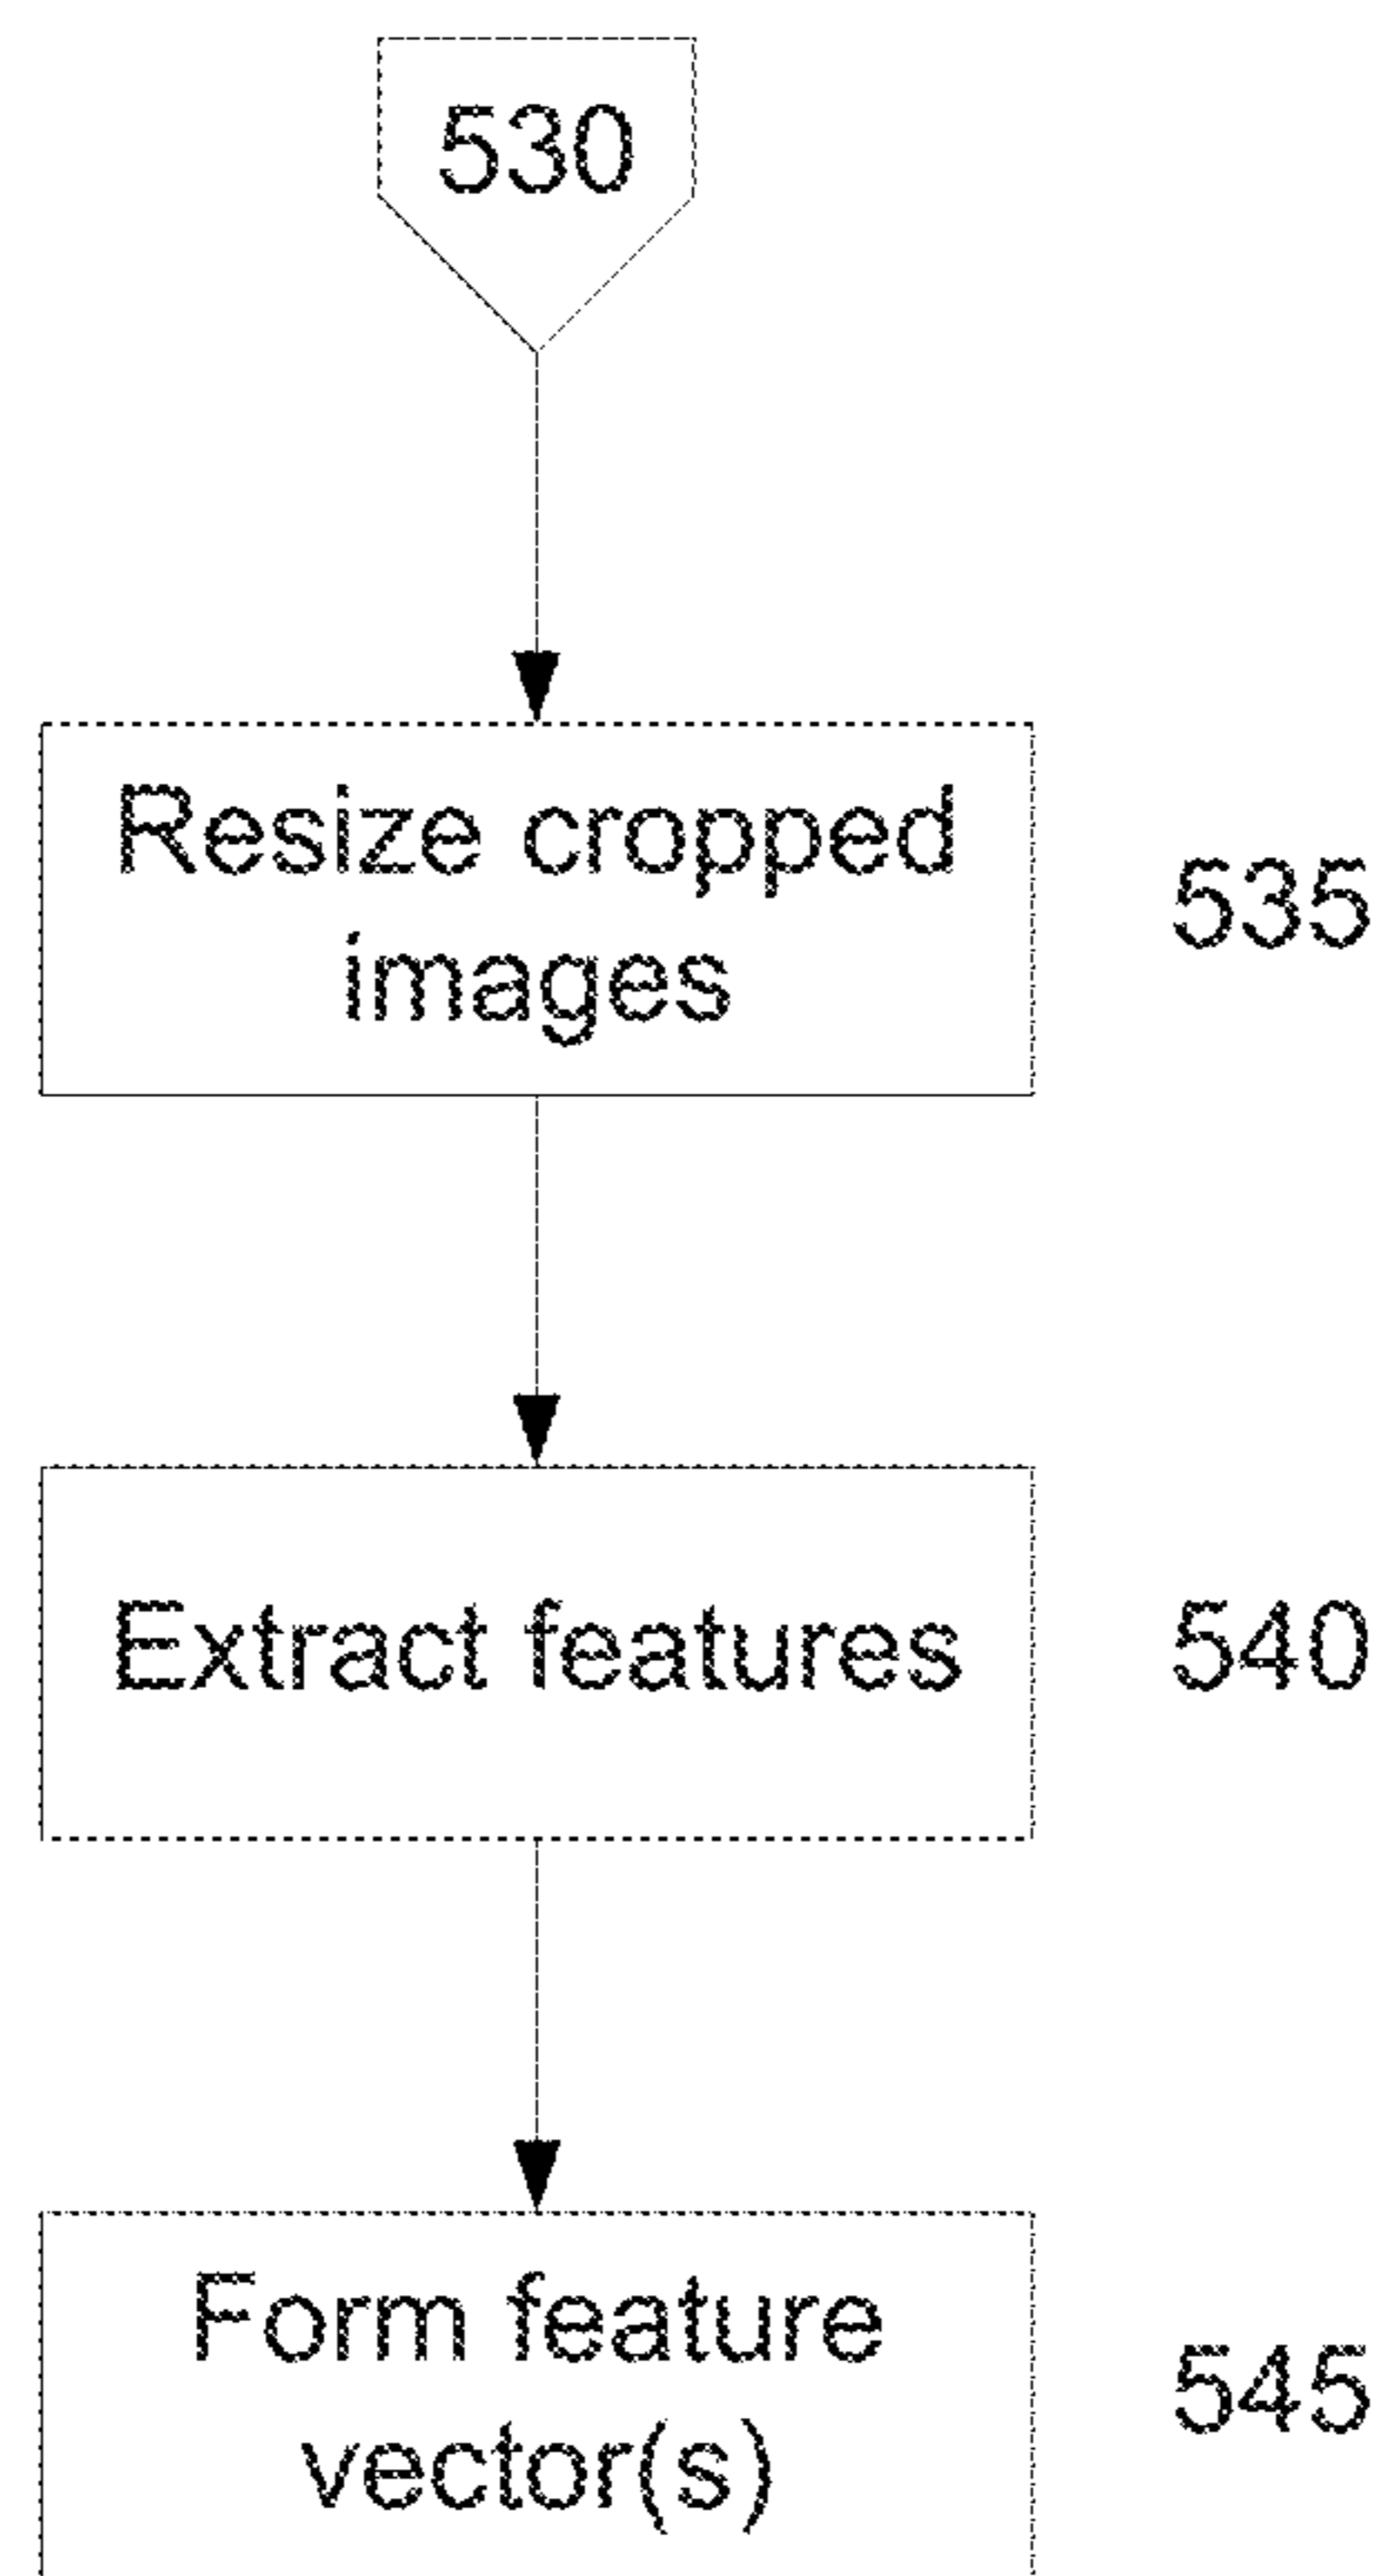 530
Resize cropped
images
535
Extract features
540
Form feature
vector(s)
545